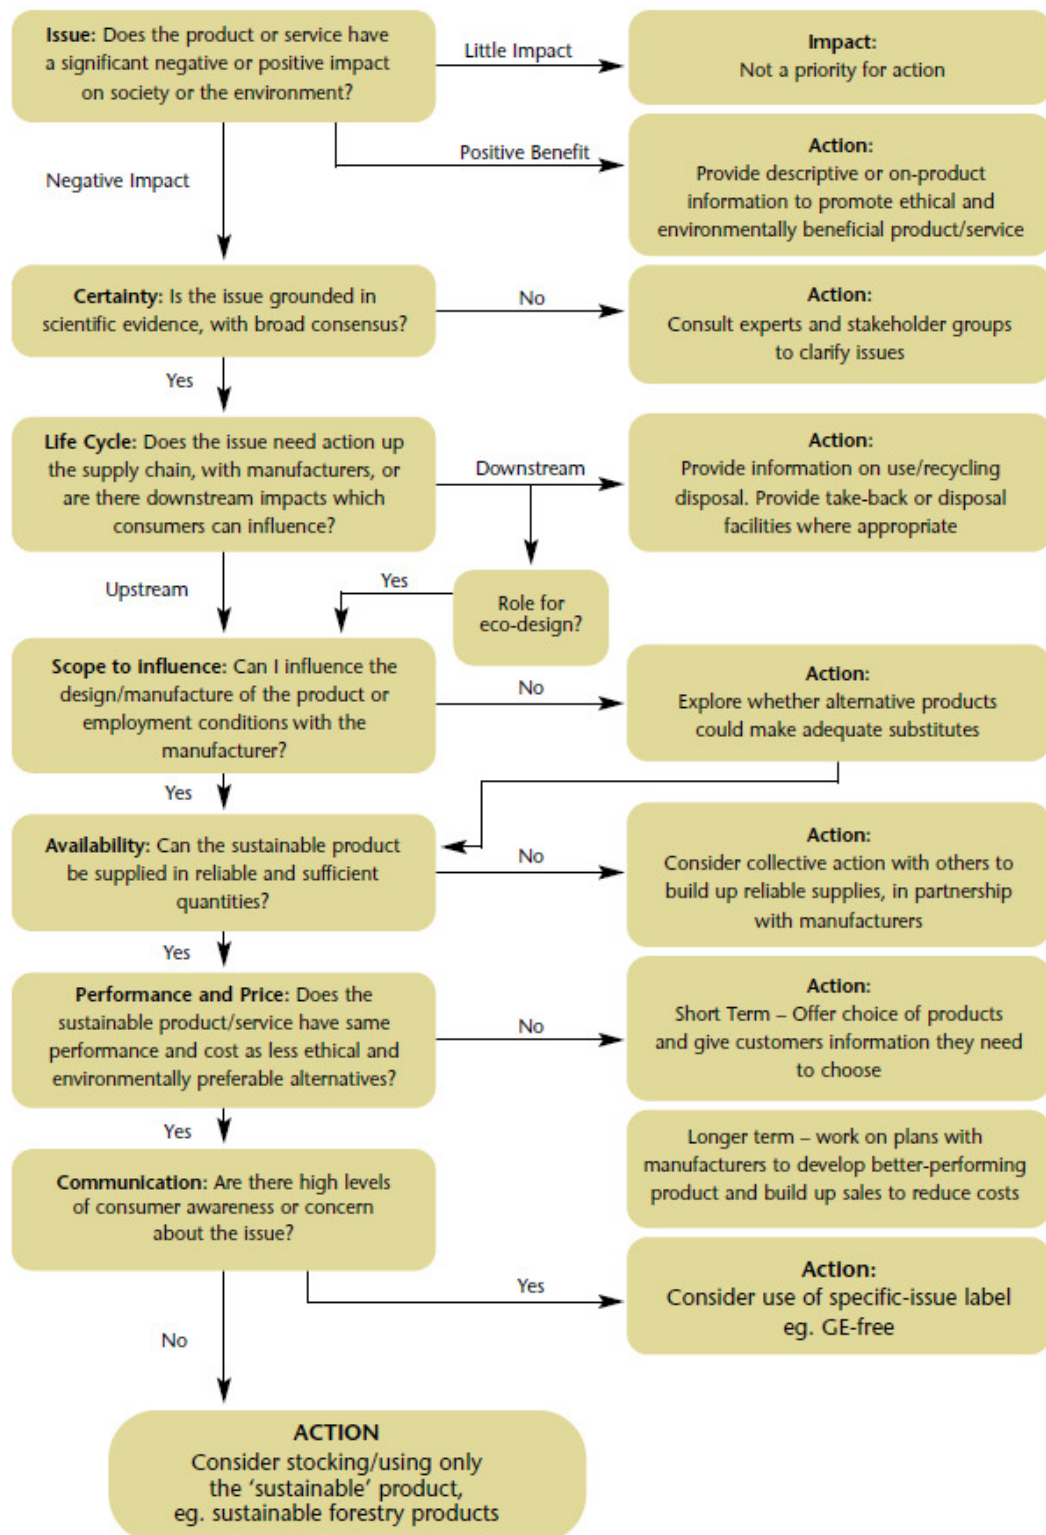 Issue: Does the product or service have
a significant negative or positive impact
on society or the environment?
Little Impact
Impact:
Not a priority for action
Positive Benefit
Action:
Provide descriptive or on-product
information to promote ethical and
environmentally beneficial product/service
Negative Impact
Certainty: Is the issue grounded in
scientific evidence, with broad consensus?
No
Action:
Consult experts and stakeholder groups
to clarify issues
Yes
Life Cycle: Does the issue need action up
the supply chain, with manufacturers, or
are there downstream impacts which
consumers can influence?
Downstream
Action:
Provide information on use/recycling
disposal. Provide take-back or disposal
facilities where appropriate
Upstream
Yes
Role for
eco-design?
Scope to influence: Can I influence the
design/manufacture of the product or
employment conditions with the
manufacturer?
No
Action:
Explore whether alternative products
could make adequate substitutes
Yes
Availability: Can the sustainable product
be supplied in reliable and sufficient
quantities?
No
Action:
Consider collective action with others to
build up reliable supplies, in partnership
with manufacturers
Yes
Performance and Price: Does the
sustainable product/service have same
performance and cost as less ethical and
environmentally preferable alternatives?
No
Action:
Short Term – Offer choice of products
and give customers information they need
to choose
Yes
Longer term – work on plans with
manufacturers to develop better-performing
product and build up sales to reduce costs
Communication: Are there high levels
of consumer awareness or concern
about the issue?
Yes
Action:
Consider use of specific-issue label
eg. GE-free
No
ACTION
Consider stocking/using only
the ‘sustainable’ product,
eg. sustainable forestry products